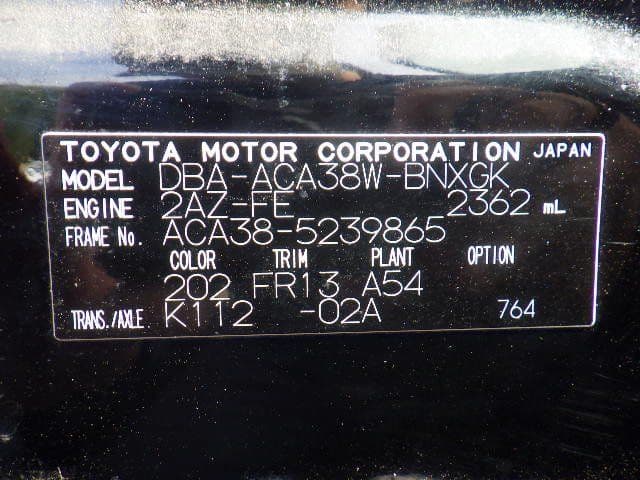 TOYOTA MOTOR CORPORATION JAPAN
MODEL DBA-ACA38W-BNXGK
ENGINE 2AZ-FE 2362 mL
FRAME No. ACA38-5239865
COLOR TRIM PLANT OPTION
202 FR13 A54
TRANS./AXLE K112 -02A 764